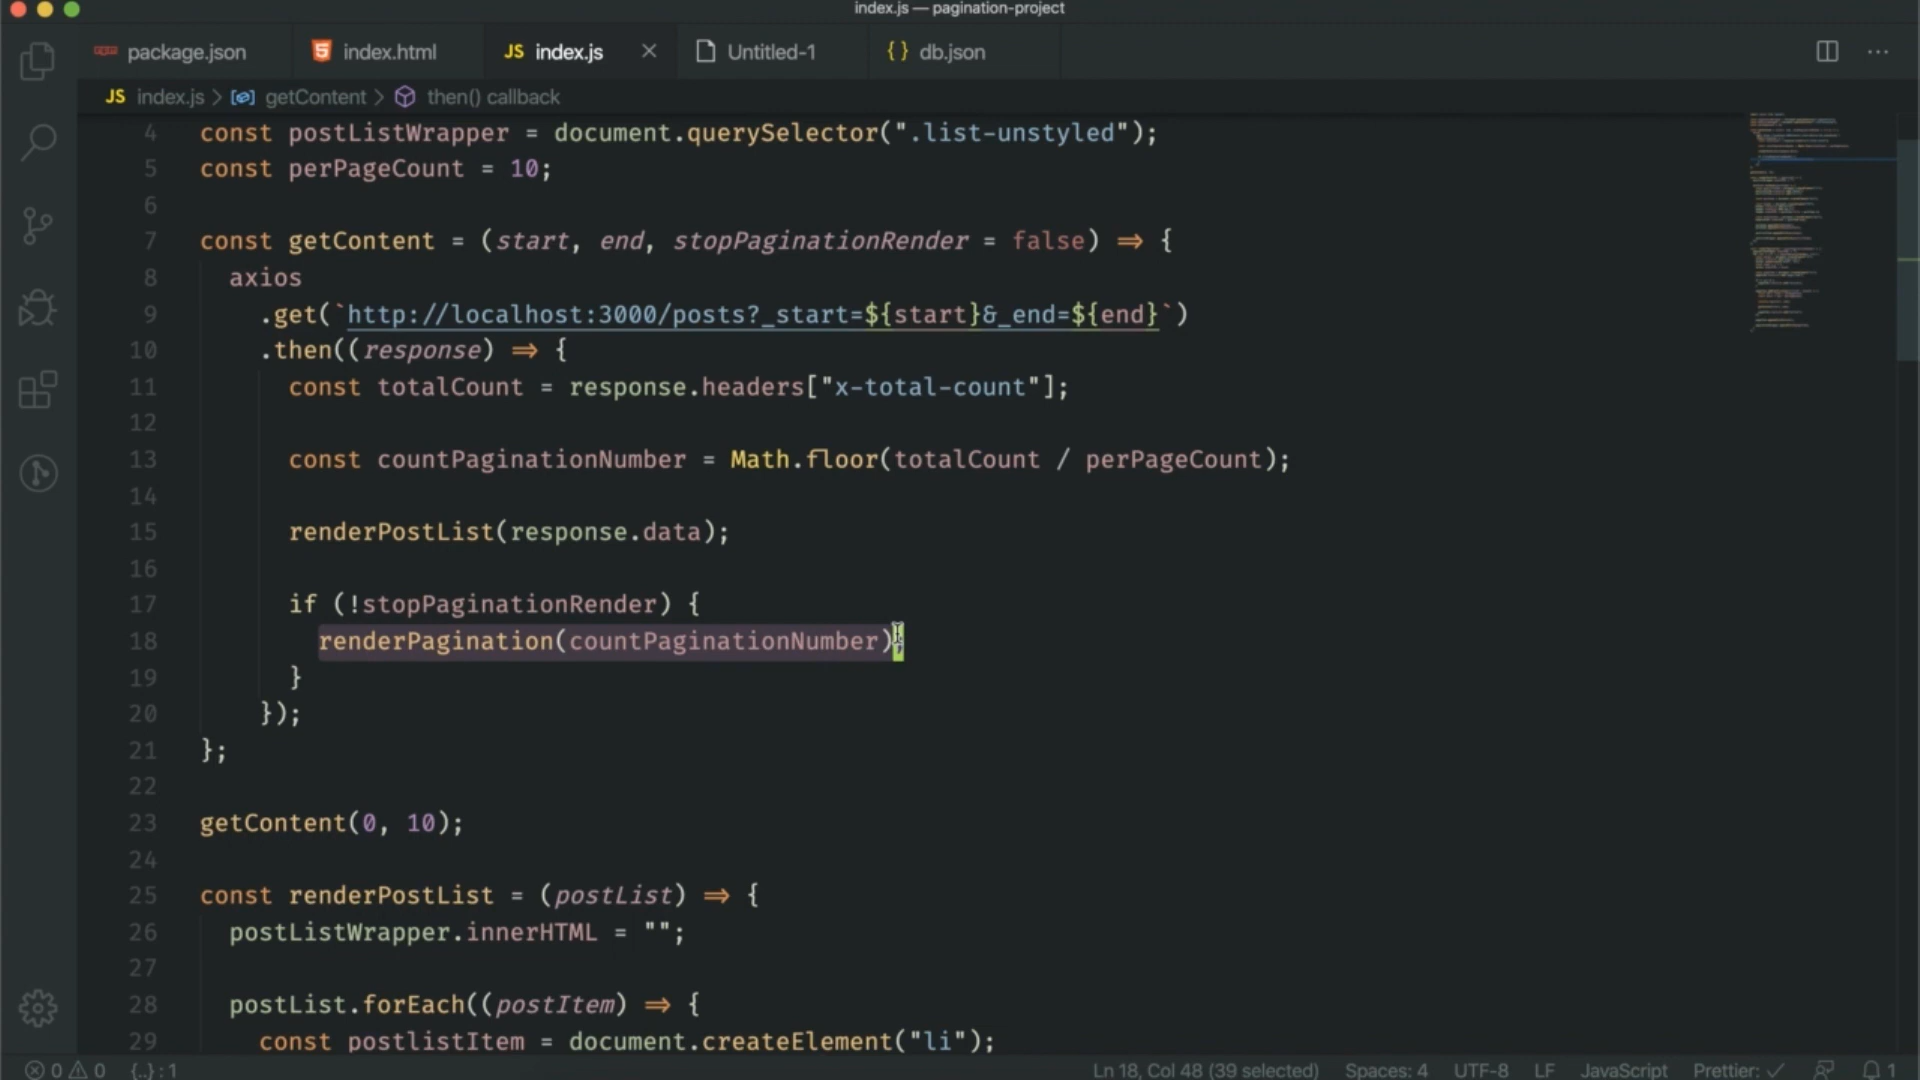 index.js — pagination-project
package.json
index.html
JS index.js
Untitled-1
{ } db.json
JS index.js > getContent > then() callback
4 const postListWrapper = document.querySelector(".list-unstyled");
5 const perPageCount = 10;
6
7 const getContent = (start, end, stopPaginationRender = false) => {
8 axios
9 .get(`http://localhost:3000/posts?_start=${start}&_end=${end}`)
10 .then((response) => {
11 const totalCount = response.headers["x-total-count"];
12
13 const countPaginationNumber = Math.floor(totalCount / perPageCount);
14
15 renderPostList(response.data);
16
17 if (!stopPaginationRender) {
18 renderPagination(countPaginationNumber);
19 }
20 });
21 };
22
23 getContent(0, 10);
24
25 const renderPostList = (postList) => {
26 postListWrapper.innerHTML = "";
27
28 postList.forEach((postItem) => {
29 const postlistItem = document.createElement("li");
0 0 {..} : 1 Ln 18, Col 48 (39 selected) Spaces: 4 UTF-8 LF JavaScript Prettier: ✓ 1